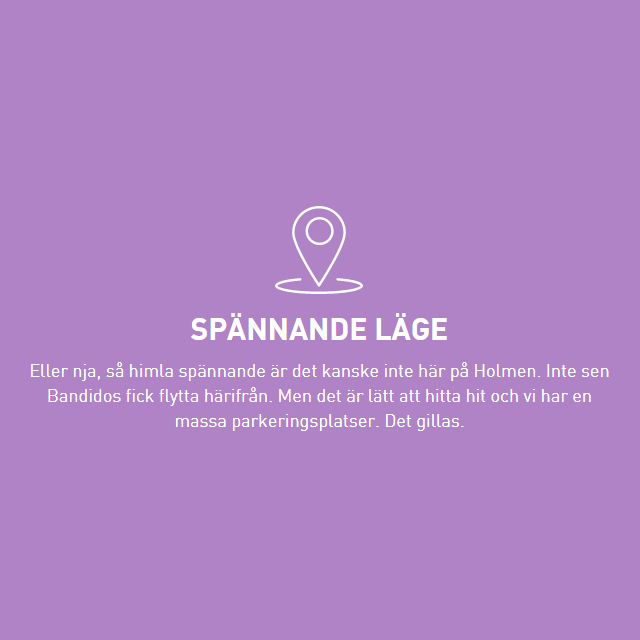 SPÄNNANDE LÄGE
Eller nja, så himla spännande är det kanske inte här på Holmen. Inte sen
Bandidos fick flytta härifrån. Men det är lätt att hitta hit och vi har en
massa parkeringsplatser. Det gillas.